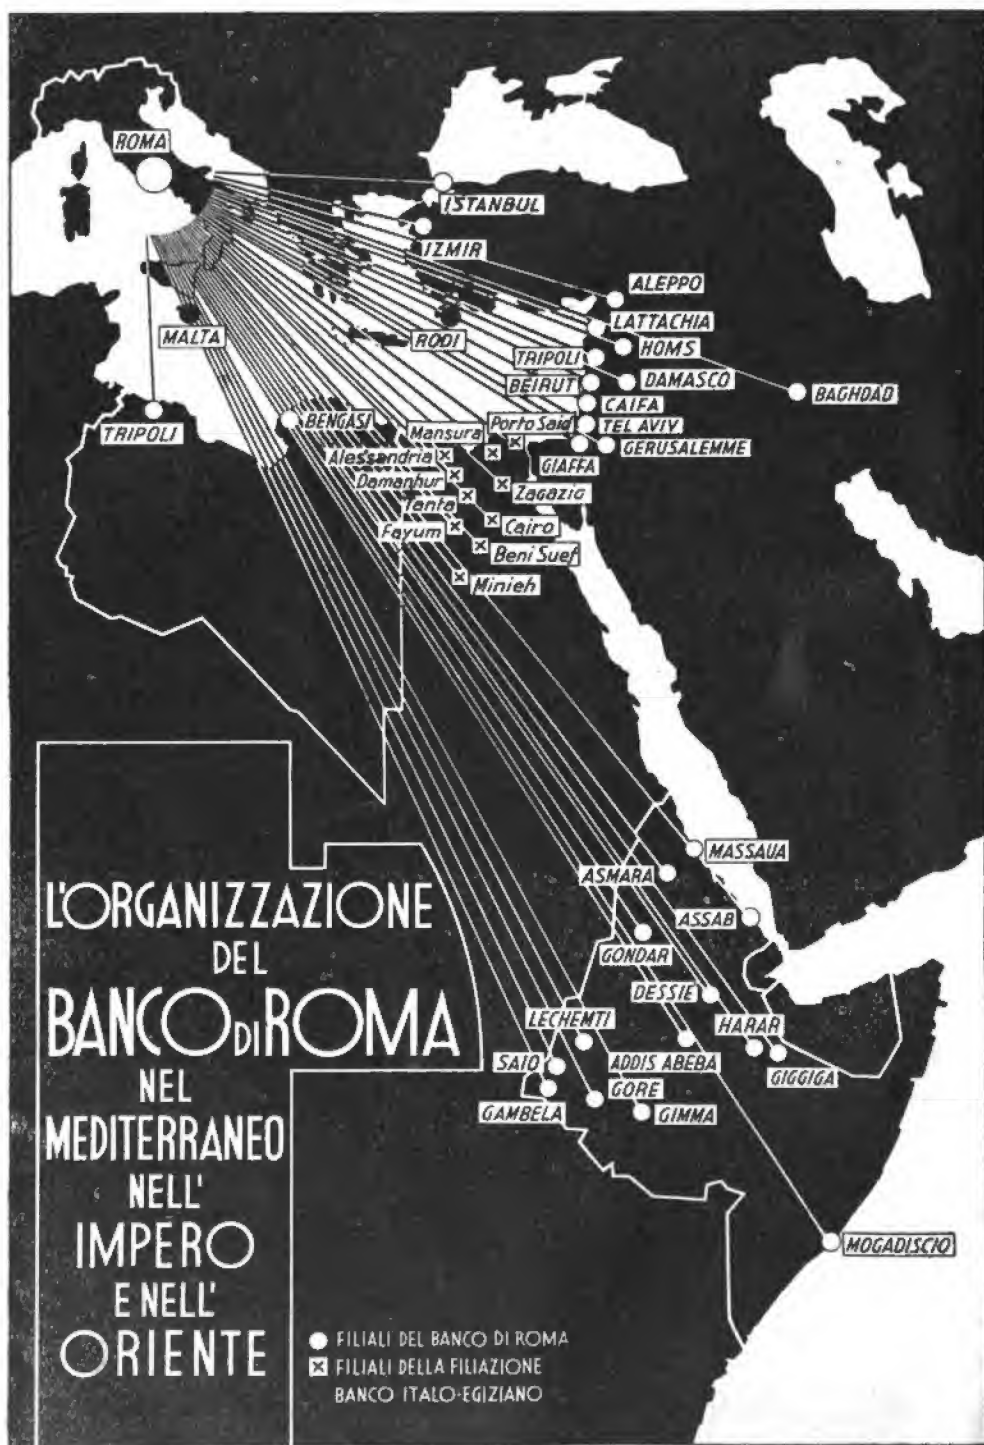 ROMA
ISTANBUL
IZMIR
ALEPPO
LATTACHIA
MALTA
RODI
HOMS
TRIPOLI
BEIRUT
DAMASCO
BAGHDAD
CAIFA
TRIPOLI
BENGASI
Mansura
Porto Said
TEL AVIV
GERUSALEMME
Alessandria
GIAFFA
Damanhur
Zagazig
Tanta
Fayum
Cairo
Beni Suef
Minieh
MASSAUA
ASMARA
ASSAB
GONDAR
DESSIE
LECHEMTI
HARAR
SAIO
ADDIS ABEBA
GIGGIGA
GAMBELA
GORE
GIMMA
MOGADISCIO
L'ORGANIZZAZIONE
DEL
BANCO DI ROMA
NEL
MEDITERRANEO
NELL'
IMPERO
E NELL'
ORIENTE
FILIALI DEL BANCO DI ROMA
FILIALI DELLA FILIAZIONE
BANCO ITALO-EGIZIANO